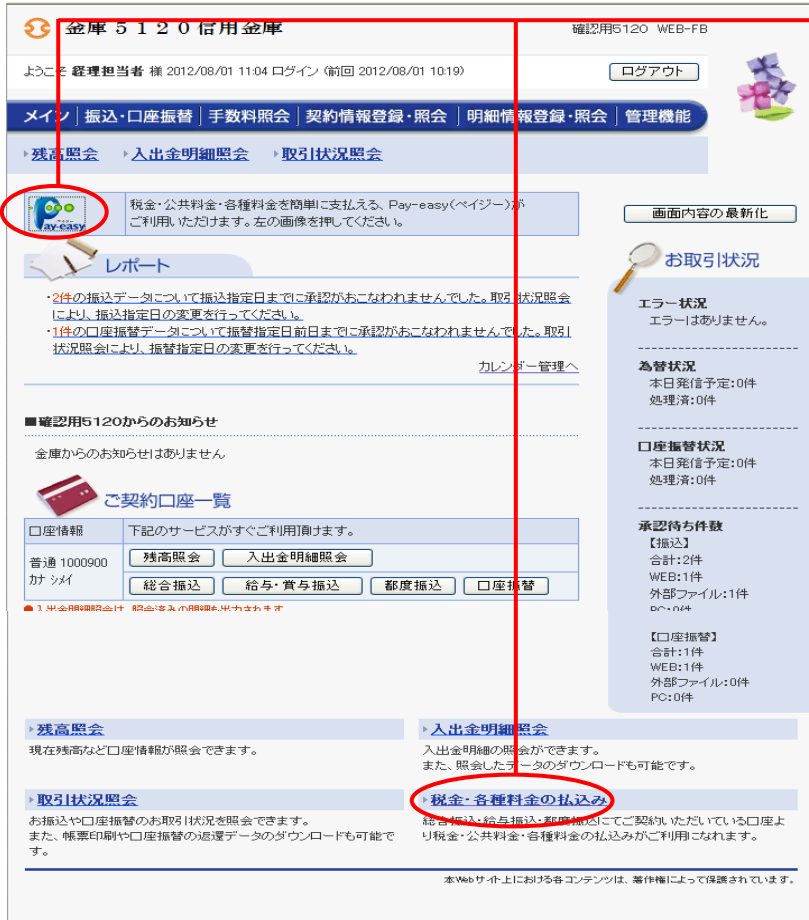 金庫５１２０信用金庫
確認用5120 WEB-FB
ようこそ 経理担当者 様 2012/08/01 11:04 ログイン (前回 2012/08/01 10:19)
ログアウト
メイン 振込・口座振替 手数料照会 契約情報登録・照会 明細情報登録・照会 管理機能
残高照会 入出金明細照会 取引状況照会
Pay-easy
税金・公共料金・各種料金を簡単に支払える、Pay-easy(ペイジー)が
ご利用いただけます。左の画像を押してください。
レポート
・2件の振込データについて振込指定日までに承認がおこなわれませんでした。取引状況照会
により、振込指定日の変更を行ってください。
・1件の口座振替データについて振替指定日前日までに承認がおこなわれませんでした。取引
状況照会により、振替指定日の変更を行ってください。
カレンダー管理へ
■確認用5120からのお知らせ
金庫からのお知らせはありません
ご契約口座一覧
口座情報 下記のサービスがすぐご利用頂けます。
普通 1000900
カナ シメイ
残高照会 入出金明細照会
総合振込 給与・賞与振込 都度振込 口座振替
●入出金明細照会は、照会済みの明細も出力されます
画面内容の最新化
お取引状況
エラー状況
エラーはありません。
為替状況
本日発信予定:0件
処理済:0件
口座振替状況
本日発信予定:0件
処理済:0件
承認待ち件数
【振込】
合計:2件
WEB:1件
外部ファイル:1件
PC:0件
【口座振替】
合計:1件
WEB:1件
外部ファイル:0件
PC:0件
残高照会
現在残高など口座情報が照会できます。
入出金明細照会
入出金明細の照会ができます。
また、照会したデータのダウンロードも可能です。
取引状況照会
お振込や口座振替のお取引状況を照会できます。
また、帳票印刷や口座振替の返還データのダウンロードも可能で
す。
税金・各種料金の払込み
総合振込・給与振込・都度振込にてご契約いただいている口座よ
り税金・公共料金・各種料金の払込みがご利用になれます。
本Webサイト上における各コンテンツは、著作権によって保護されています。